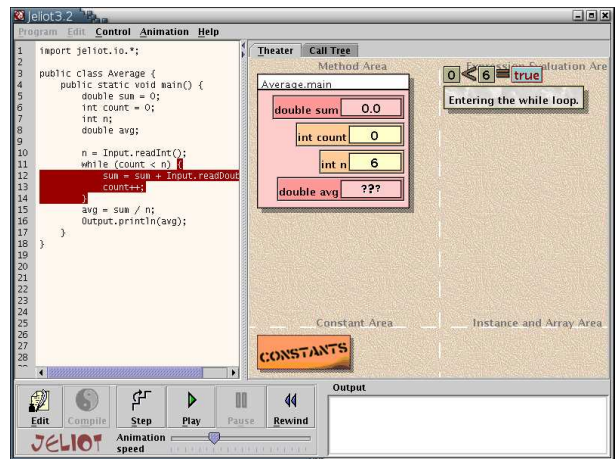 Jeliot3.2
Program Edit Control Animation Help
1 import jeliot.io.*;
2
3 public class Average {
4 public static void main() {
5 double sum = 0;
6 int count = 0;
7 int n;
8 double avg;
9
10 n = Input.readInt();
11 while (count < n) {
12 sum = sum + Input.readDoub
13 count++;
14 }
15 avg = sum / n;
16 Output.println(avg);
17 }
18 }
19
20
21
22
23
24
25
26
27
28
Theater Call Tree
Method Area
Expression Evaluation Are
Average.main
double sum 0.0
int count 0
int n 6
double avg ???
0 < 6 = true
Entering the while loop.
Constant Area
Instance and Array Area
CONSTANTS
Edit Compile Step Play Pause Rewind
JELIOT
Animation
speed
Output